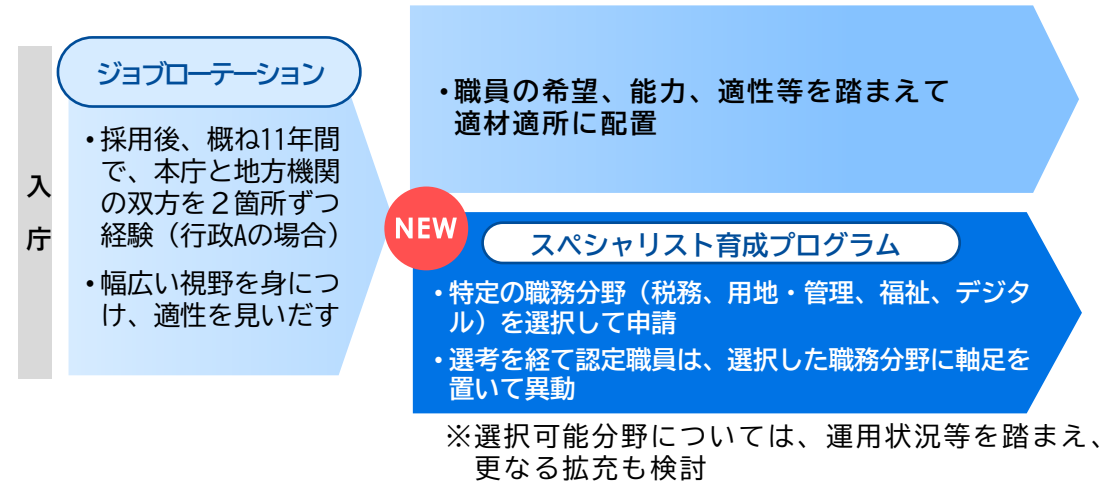 入庁
ジョブローテーション
・採用後、概ね11年間
で、本庁と地方機関
の双方を２箇所ずつ
経験（行政Aの場合）
・幅広い視野を身につ
け、適性を見いだす
・職員の希望、能力、適性等を踏まえて
適材適所に配置
NEW
スペシャリスト育成プログラム
・特定の職務分野（税務、用地・管理、福祉、デジタ
ル）を選択して申請
・選考を経て認定職員は、選択した職務分野に軸足を
置いて異動
※選択可能分野については、運用状況等を踏まえ、
更なる拡充も検討